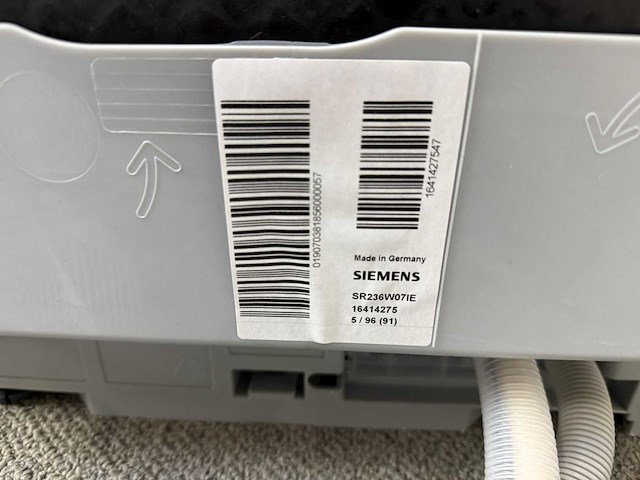 019070381856000057
1641427547
Made in Germany
SIEMENS
SR236W07IE
16414275
5 / 96 (91)